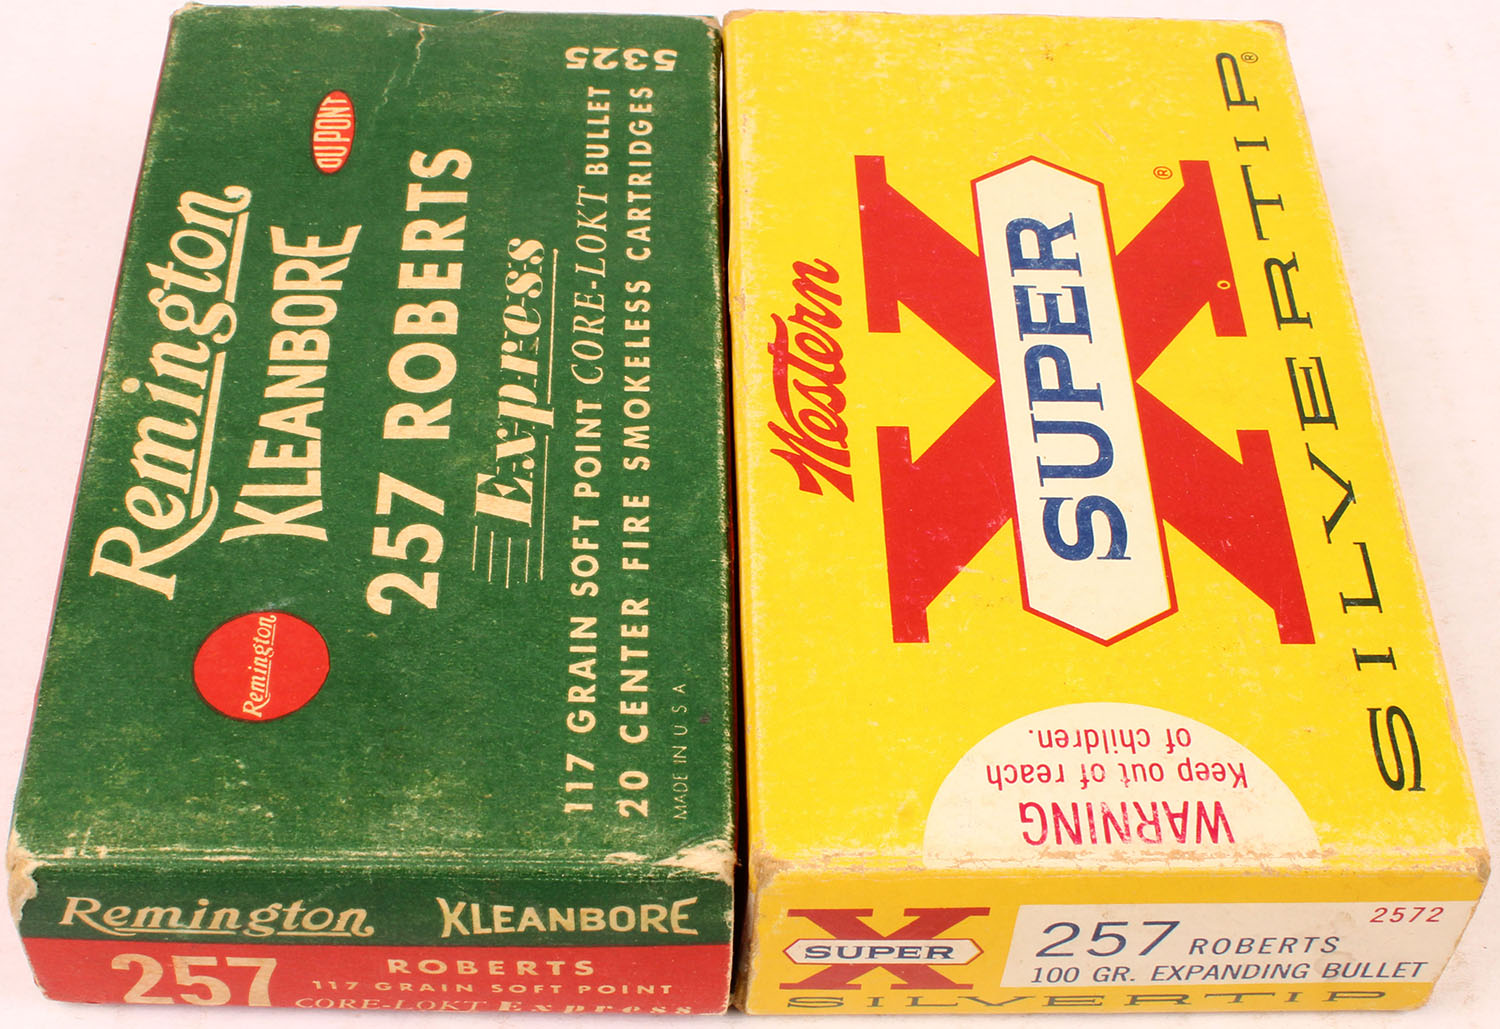 Remington
KLEANBORE
DU PONT
257 ROBERTS
Express
117 GRAIN SOFT POINT CORE-LOKT BULLET
20 CENTER FIRE SMOKELESS CARTRIDGES
5325
MADE IN U S A
Remington
Remington KLEANBORE
257 ROBERTS
117 GRAIN SOFT POINT
CORE-LOKT Express
Western
SUPER X ®
SILVERTIP ®
WARNING
Keep out of reach
of children.
SUPER X
2572
257 ROBERTS
100 GR. EXPANDING BULLET
SILVERTIP